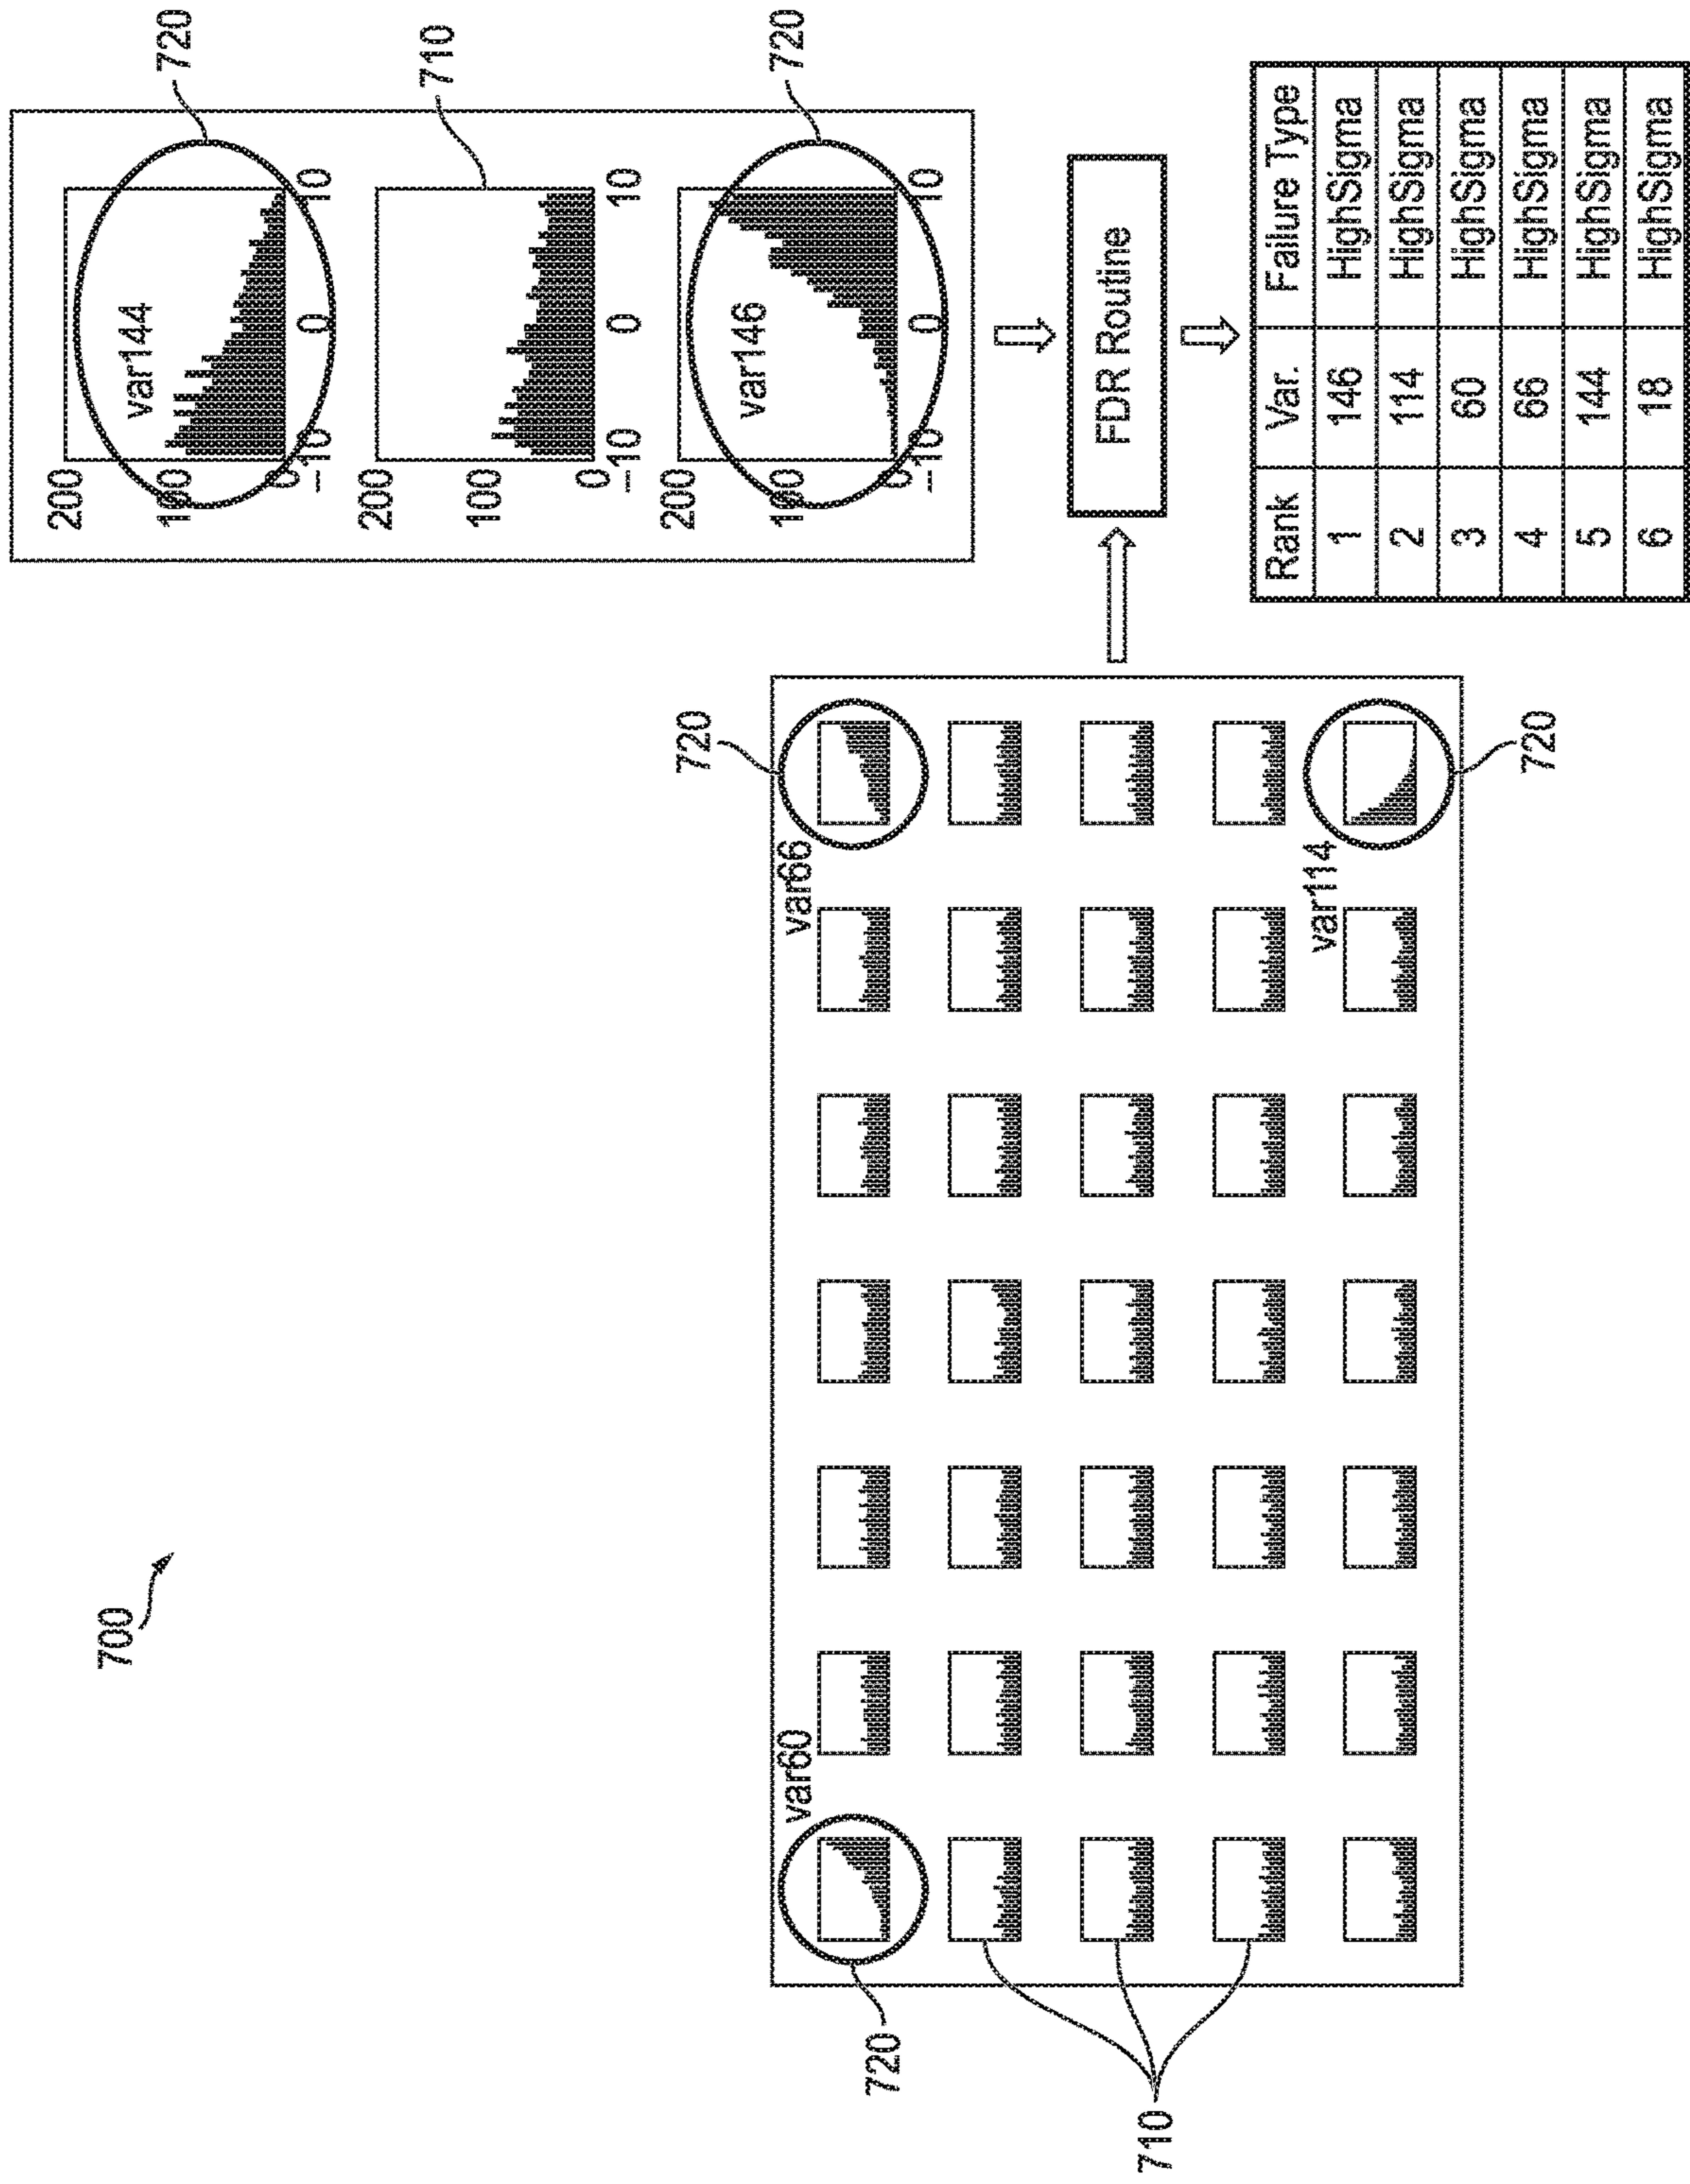 700
720
var144
200
100
0
-10
0
10
710
200
100
0
-10
0
10
720
var146
200
100
0
-10
0
10
FDR Routine
var60
var66
720
720
710
var114
720
Rank Var. Failure Type
1 146 HighSigma
2 114 HighSigma
3 60 HighSigma
4 66 HighSigma
5 144 HighSigma
6 18 HighSigma